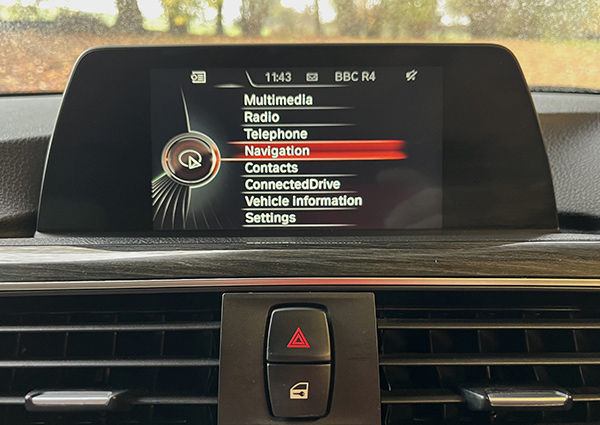 11:43 BBC R4
Multimedia
Radio
Telephone
Navigation
Contacts
ConnectedDrive
Vehicle information
Settings